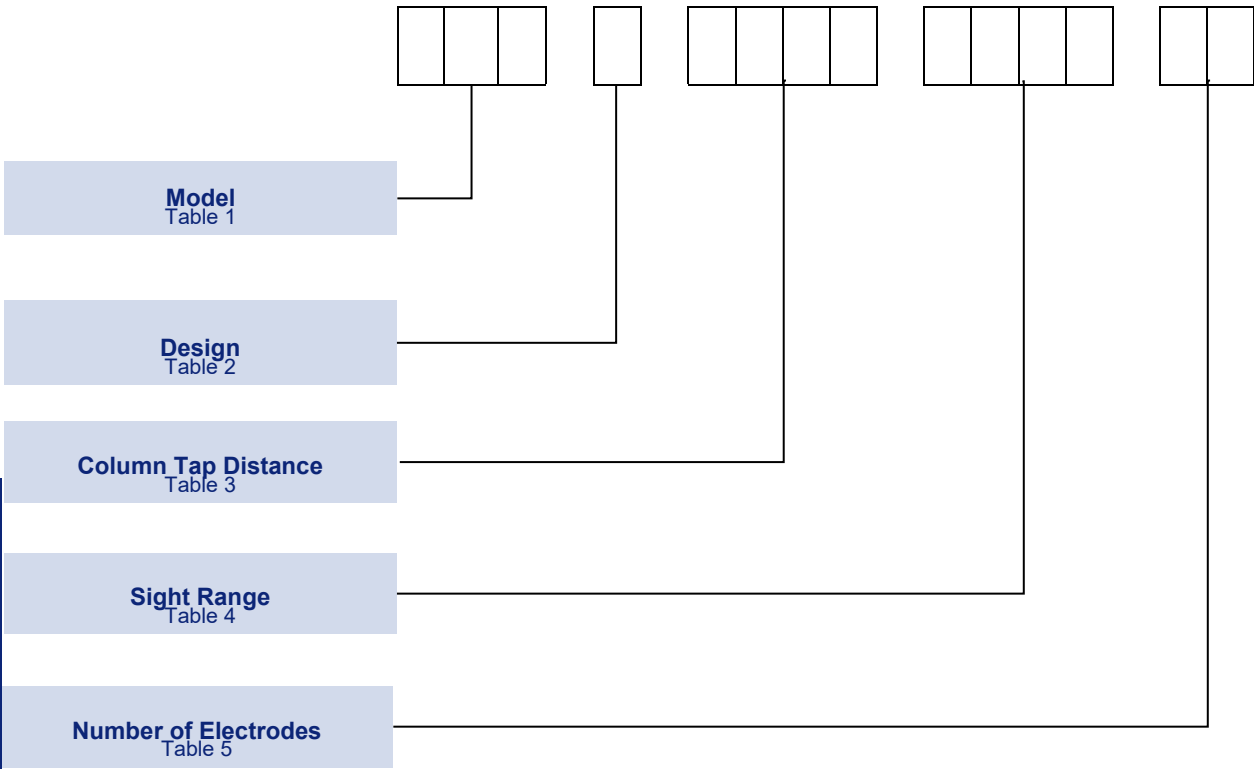 Model
Table 1
Design
Table 2
Column Tap Distance
Table 3
Sight Range
Table 4
Number of Electrodes
Table 5